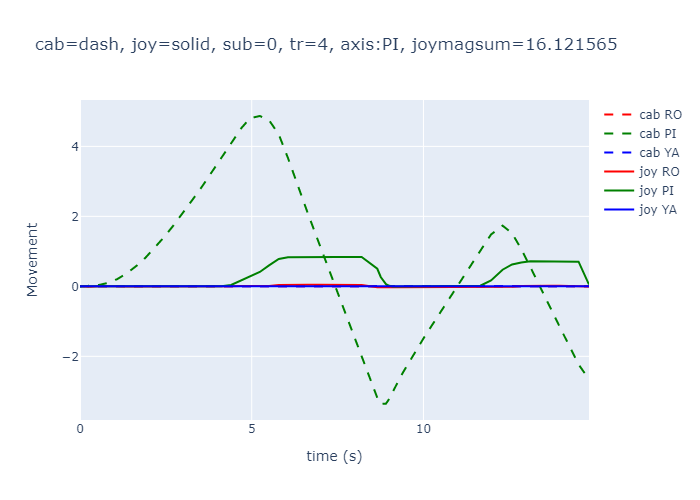 cab=dash, joy=solid, sub=0, tr=4, axis:PI, joymagsum=16.121565
cab RO
cab PI
cab YA
joy RO
joy PI
joy YA
Movement
4
2
0
−2
0
5
10
time (s)